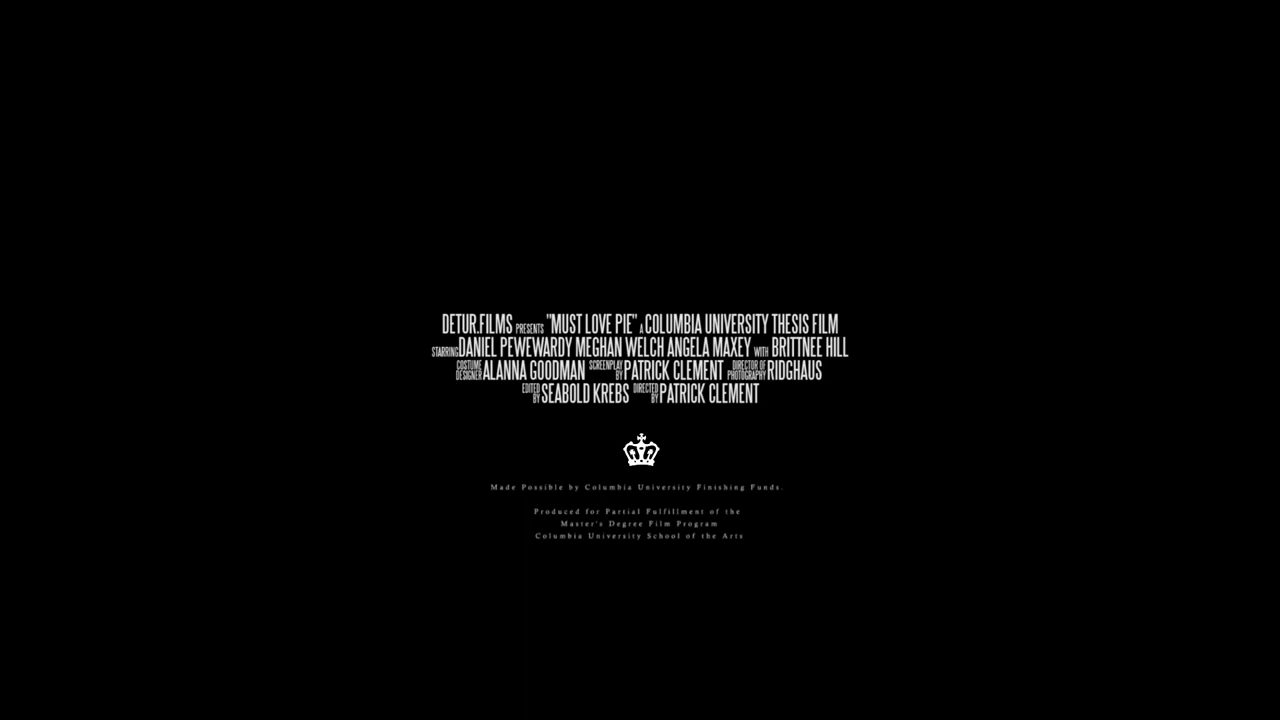 DETUR.FILMS PRESENTS "MUST LOVE PIE" A COLUMBIA UNIVERSITY THESIS FILM
STARRING DANIEL PEWEWARDY MEGHAN WELCH ANGELA MAXEY WITH BRITTNEE HILL
COSTUME DESIGNER ALANNA GOODMAN SCREENPLAY BY PATRICK CLEMENT DIRECTOR OF PHOTOGRAPHY RIDGHAUS
EDITED BY SEABOLD KREBS DIRECTED BY PATRICK CLEMENT
Made Possible by Columbia University Finishing Funds.
Produced for Partial Fulfillment of the
Master's Degree Film Program
Columbia University School of the Arts